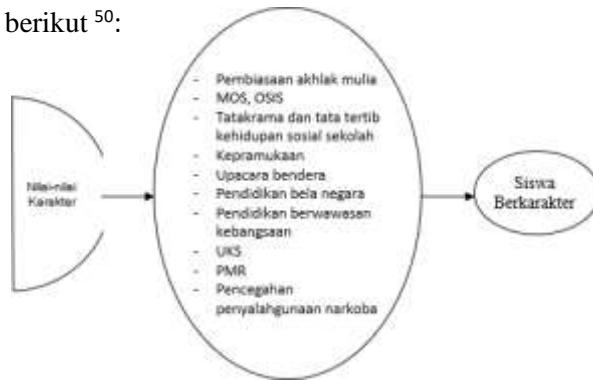 berikut ⁵⁰:
Nilai-nilai
Karakter
- Pembiasaan akhlak mulia
- MOS, OSIS
- Tatakrama dan tata tertib
kehidupan sosial sekolah
- Kepramukaan
- Upacara bendera
- Pendidikan bela negara
- Pendidikan berwawasan
kebangsaan
- UKS
- PMR
- Pencegahan
penyalahgunaan narkoba
Siswa
Berkarakter